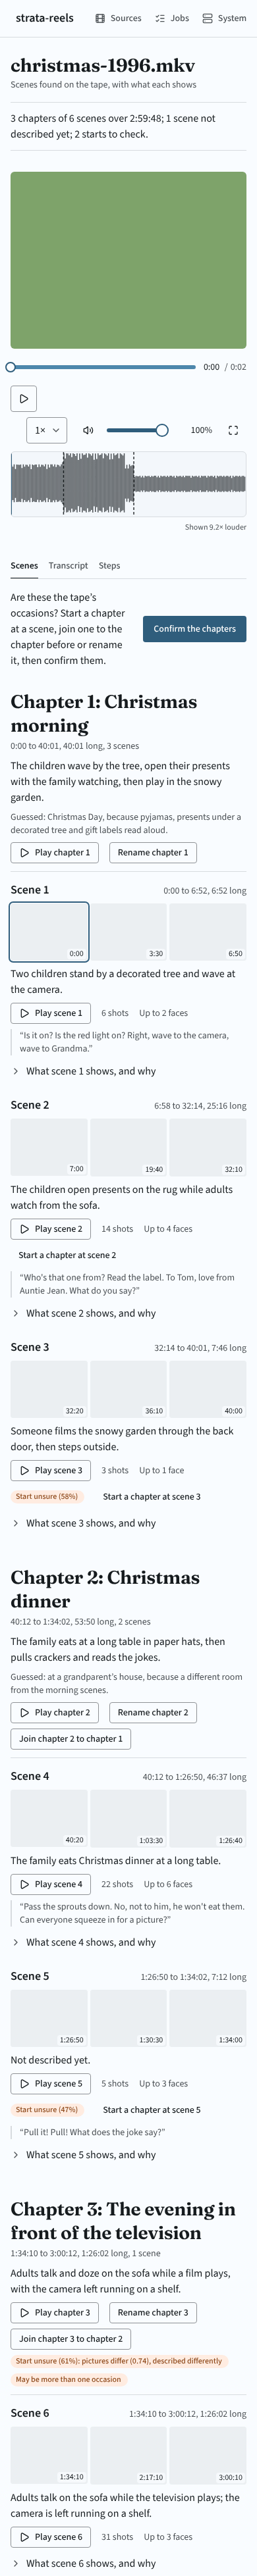 strata-reels
Sources
Jobs
System
christmas-1996.mkv
Scenes found on the tape, with what each shows
3 chapters of 6 scenes over 2:59:48; 1 scene not
described yet; 2 starts to check.
0:00 / 0:02
1×
100%
Shown 9.2× louder
Scenes
Transcript
Steps
Are these the tape's
occasions? Start a chapter
at a scene, join one to the
chapter before or rename
it, then confirm them.
Confirm the chapters
Chapter 1: Christmas
morning
0:00 to 40:01, 40:01 long, 3 scenes
The children wave by the tree, open their presents
with the family watching, then play in the snowy
garden.
Guessed: Christmas Day, because pyjamas, presents under a
decorated tree and gift labels read aloud.
Play chapter 1
Rename chapter 1
Scene 1
0:00 to 6:52, 6:52 long
0:00
3:30
6:50
Two children stand by a decorated tree and wave at
the camera.
Play scene 1
6 shots
Up to 2 faces
“Is it on? Is the red light on? Right, wave to the camera,
wave to Grandma.”
What scene 1 shows, and why
Scene 2
6:58 to 32:14, 25:16 long
7:00
19:40
32:10
The children open presents on the rug while adults
watch from the sofa.
Play scene 2
14 shots
Up to 4 faces
Start a chapter at scene 2
“Who's that one from? Read the label. To Tom, love from
Auntie Jean. What do you say?”
What scene 2 shows, and why
Scene 3
32:14 to 40:01, 7:46 long
32:20
36:10
40:00
Someone films the snowy garden through the back
door, then steps outside.
Play scene 3
3 shots
Up to 1 face
Start unsure (58%)
Start a chapter at scene 3
What scene 3 shows, and why
Chapter 2: Christmas
dinner
40:12 to 1:34:02, 53:50 long, 2 scenes
The family eats at a long table in paper hats, then
pulls crackers and reads the jokes.
Guessed: at a grandparent's house, because a different room
from the morning scenes.
Play chapter 2
Rename chapter 2
Join chapter 2 to chapter 1
Scene 4
40:12 to 1:26:50, 46:37 long
40:20
1:03:30
1:26:40
The family eats Christmas dinner at a long table.
Play scene 4
22 shots
Up to 6 faces
“Pass the sprouts down. No, not to him, he won't eat them.
Can everyone squeeze in for a picture?”
What scene 4 shows, and why
Scene 5
1:26:50 to 1:34:02, 7:12 long
1:26:50
1:30:30
1:34:00
Not described yet.
Play scene 5
5 shots
Up to 3 faces
Start unsure (47%)
Start a chapter at scene 5
“Pull it! Pull! What does the joke say?”
What scene 5 shows, and why
Chapter 3: The evening in
front of the television
1:34:10 to 3:00:12, 1:26:02 long, 1 scene
Adults talk and doze on the sofa while a film plays,
with the camera left running on a shelf.
Play chapter 3
Rename chapter 3
Join chapter 3 to chapter 2
Start unsure (61%): pictures differ (0.74), described differently
May be more than one occasion
Scene 6
1:34:10 to 3:00:12, 1:26:02 long
1:34:10
2:17:10
3:00:10
Adults talk on the sofa while the television plays; the
camera is left running on a shelf.
Play scene 6
31 shots
Up to 3 faces
What scene 6 shows, and why